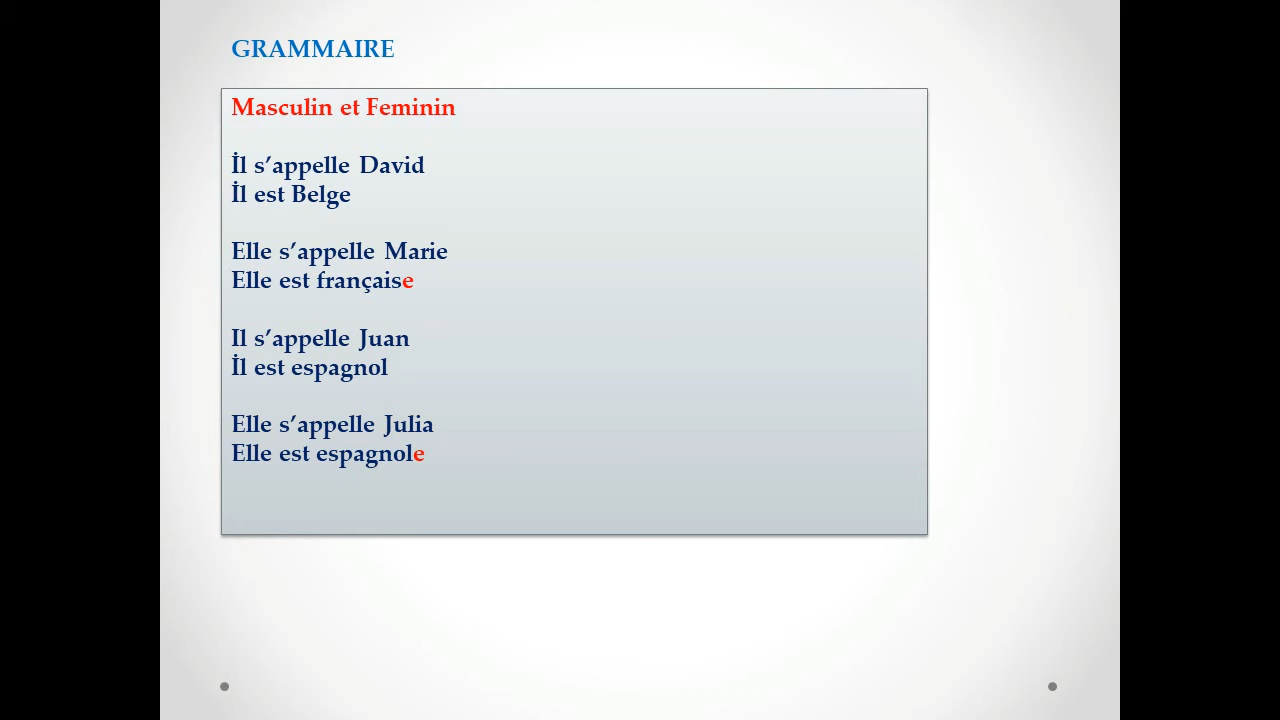 GRAMMAIRE
Masculin et Feminin
İl s’appelle David
İl est Belge
Elle s’appelle Marie
Elle est française
Il s’appelle Juan
İl est espagnol
Elle s’appelle Julia
Elle est espagnole